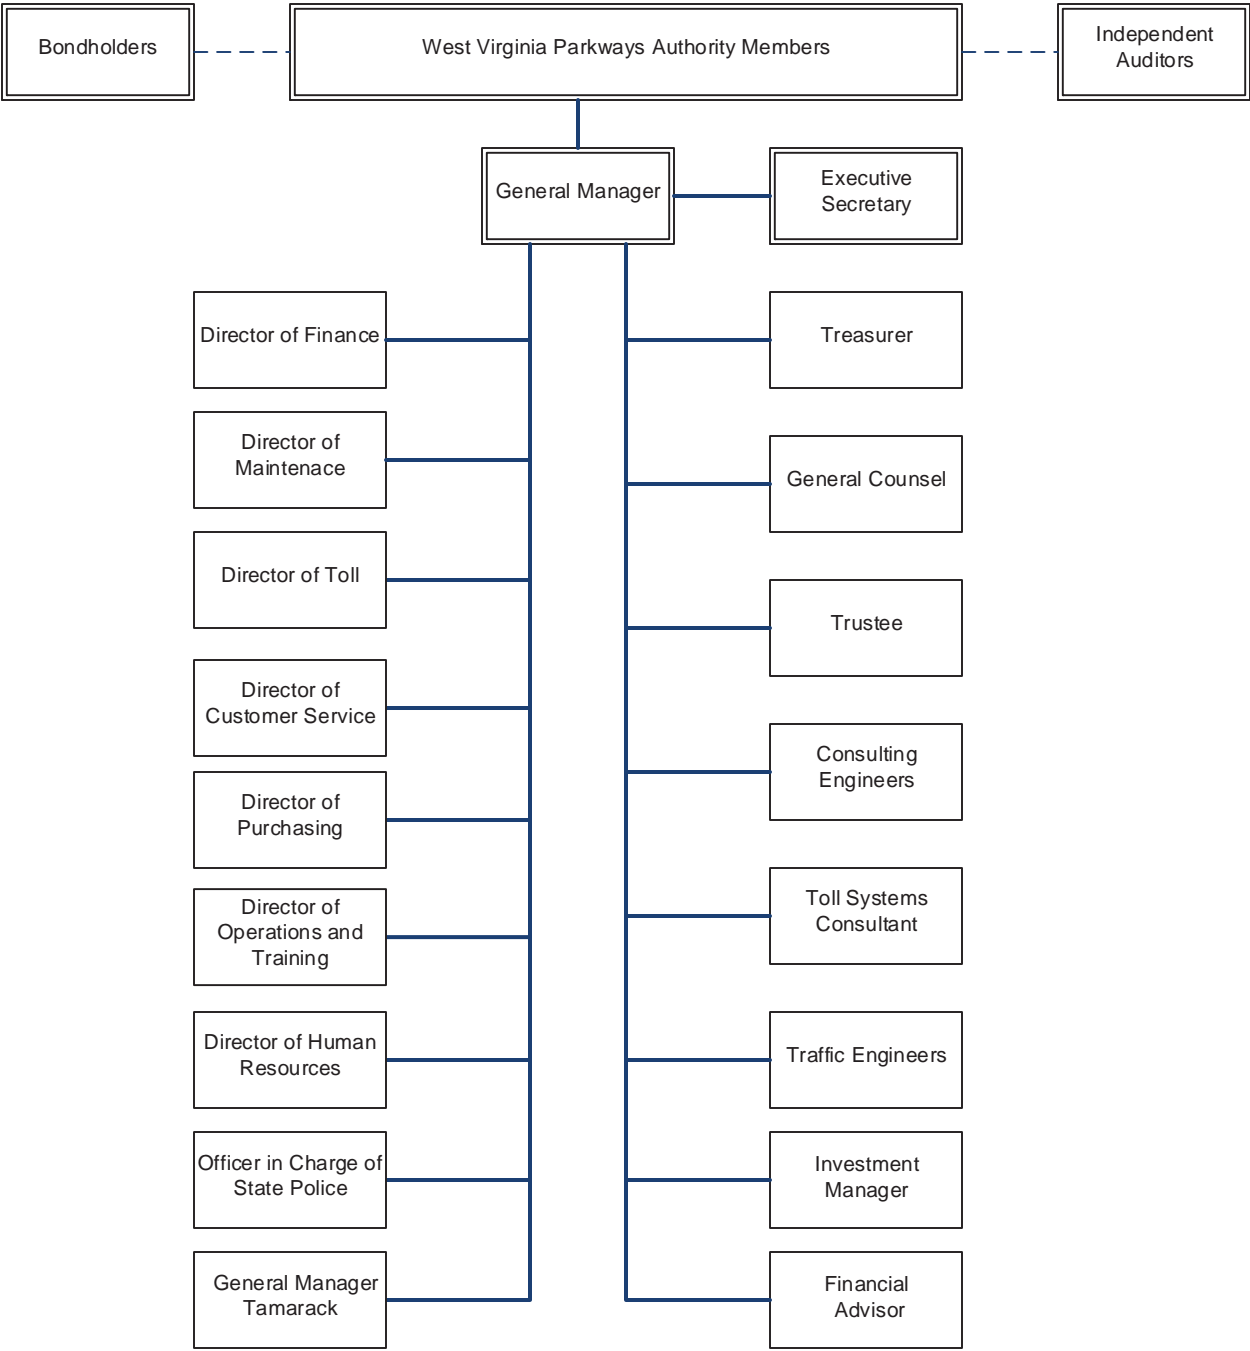 Bondholders
West Virginia Parkways Authority Members
Independent
Auditors
General Manager
Executive
Secretary
Director of Finance
Treasurer
Director of
Maintenace
General Counsel
Director of Toll
Trustee
Director of
Customer Service
Consulting
Engineers
Director of
Purchasing
Toll Systems
Consultant
Director of
Operations and
Training
Director of Human
Resources
Traffic Engineers
Officer in Charge of
State Police
Investment
Manager
General Manager
Tamarack
Financial
Advisor